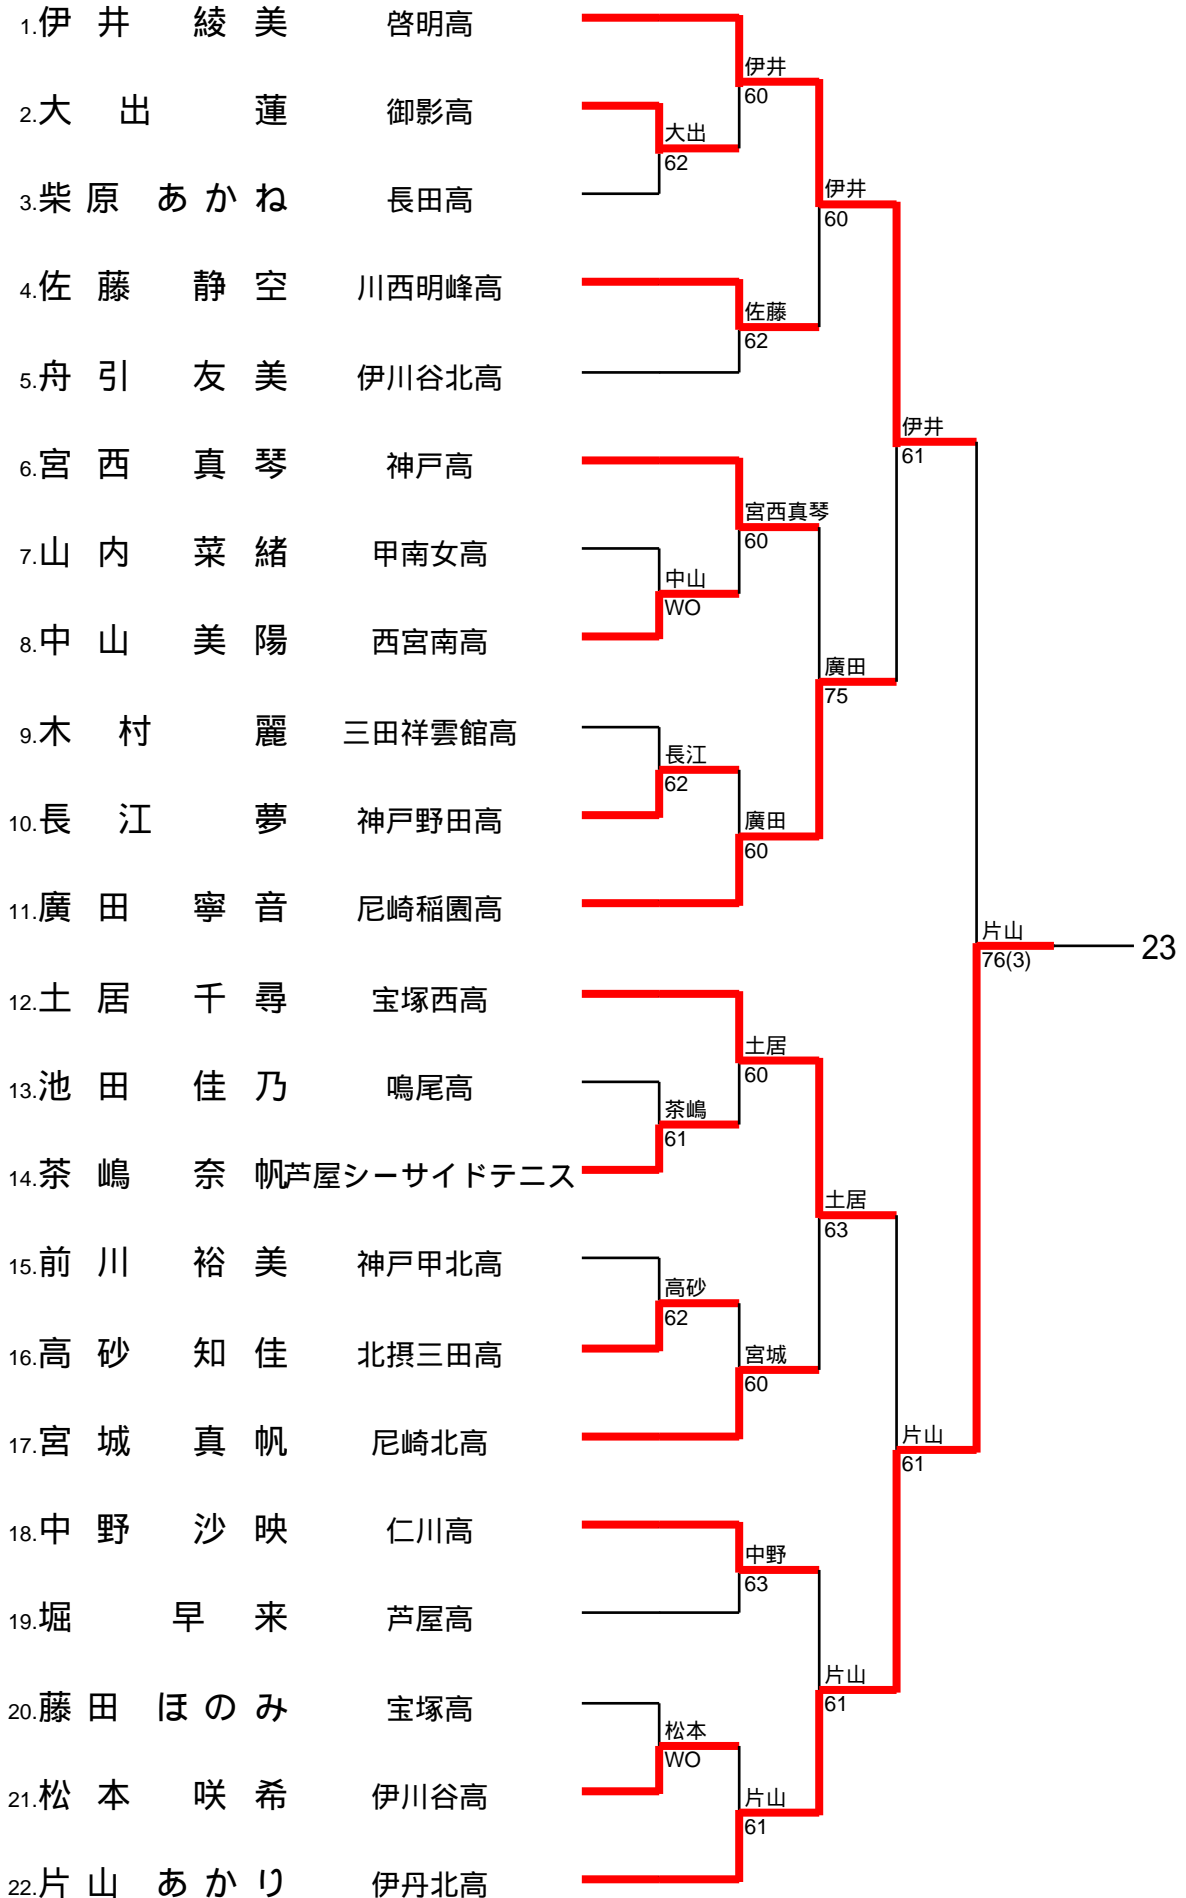 1.伊井 綾美 啓明高
伊井
2.大出 蓮 御影高
60
大出
62
3.柴原 あかね 長田高
伊井
60
4.佐藤 静空 川西明峰高
佐藤
62
5.舟引 友美 伊川谷北高
伊井
61
6.宮西 真琴 神戸高
宮西真琴
60
7.山内 菜緒 甲南女高
中山
WO
8.中山 美陽 西宮南高
廣田
75
9.木村 麗 三田祥雲館高
長江
62
10.長江 夢 神戸野田高
廣田
60
11.廣田 寧音 尼崎稲園高
片山
76(3)
23
12.土居 千尋 宝塚西高
土居
60
13.池田 佳乃 鳴尾高
茶嶋
61
14.茶嶋 奈帆 芦屋シーサイドテニス
土居
63
15.前川 裕美 神戸甲北高
高砂
62
16.高砂 知佳 北摂三田高
宮城
60
17.宮城 真帆 尼崎北高
片山
61
18.中野 沙映 仁川高
中野
63
19.堀 早来 芦屋高
片山
61
20.藤田 ほのみ 宝塚高
松本
WO
21.松本 咲希 伊川谷高
片山
61
22.片山 あかり 伊丹北高